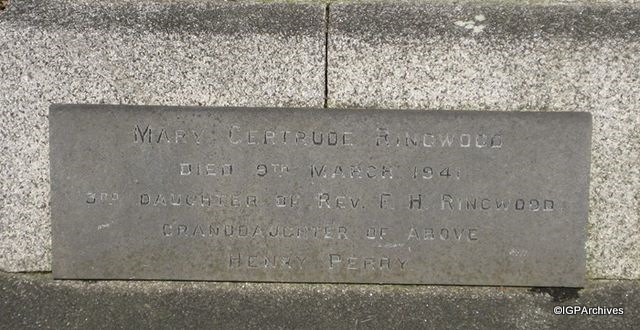 MARY GERTRUDE RINGWOOD
DIED 9TH MARCH 1941
3RD DAUGHTER OF REV. F. H. RINGWOOD
GRANDDAUGHTER OF ABOVE
HENRY PERRY
©IGPArchives